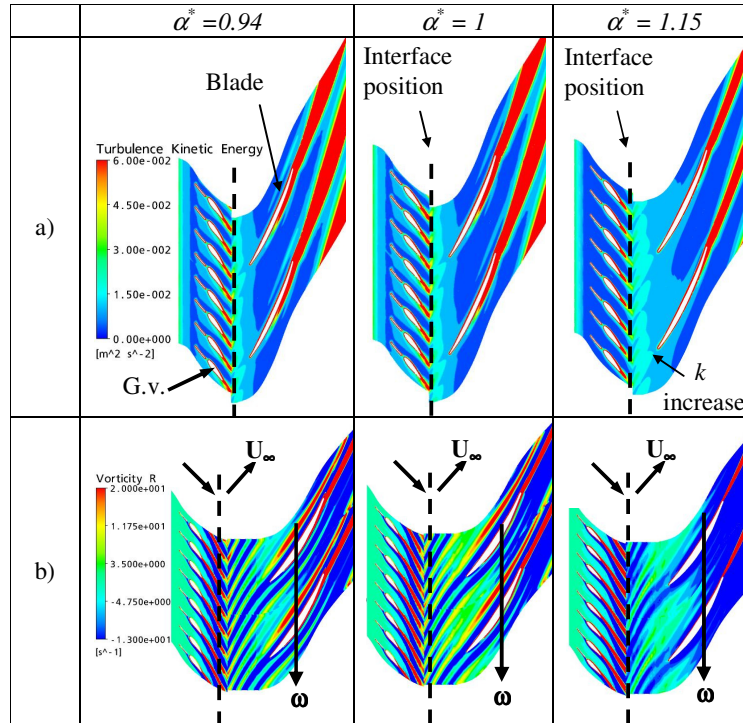 α* =0.94 α* =1 α* =1.15
a)
Blade
Interface
position
Interface
position
Turbulence Kinetic Energy
6.00e-002
4.50e-002
3.00e-002
1.50e-002
0.00e+000
[m^2 s^-2]
G.v.
k
increase
b)
U∞ U∞ U∞
Vorticity R
2.000e+001
1.175e+001
3.500e+000
-4.750e+000
-1.300e+001
[s^-1]
ω ω ω